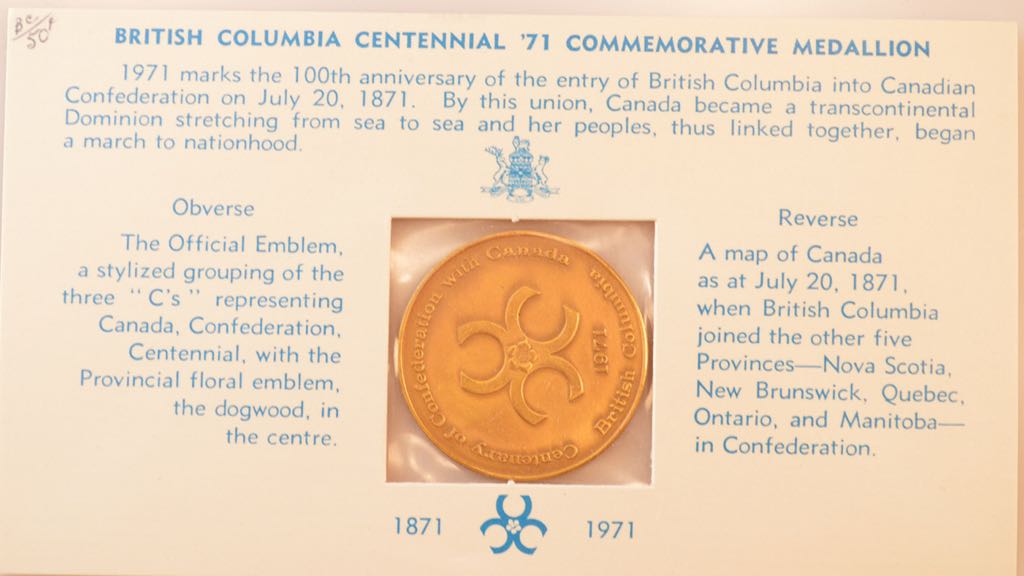 BC/50¢
BRITISH COLUMBIA CENTENNIAL '71 COMMEMORATIVE MEDALLION
1971 marks the 100th anniversary of the entry of British Columbia into Canadian
Confederation on July 20, 1871. By this union, Canada became a transcontinental
Dominion stretching from sea to sea and her peoples, thus linked together, began
a march to nationhood.
Obverse
The Official Emblem,
a stylized grouping of the
three "C's" representing
Canada, Confederation,
Centennial, with the
Provincial floral emblem,
the dogwood, in
the centre.
Centenary of Confederation with Canada
British Columbia
1971
Reverse
A map of Canada
as at July 20, 1871,
when British Columbia
joined the other five
Provinces—Nova Scotia,
New Brunswick, Quebec,
Ontario, and Manitoba—
in Confederation.
1871 1971